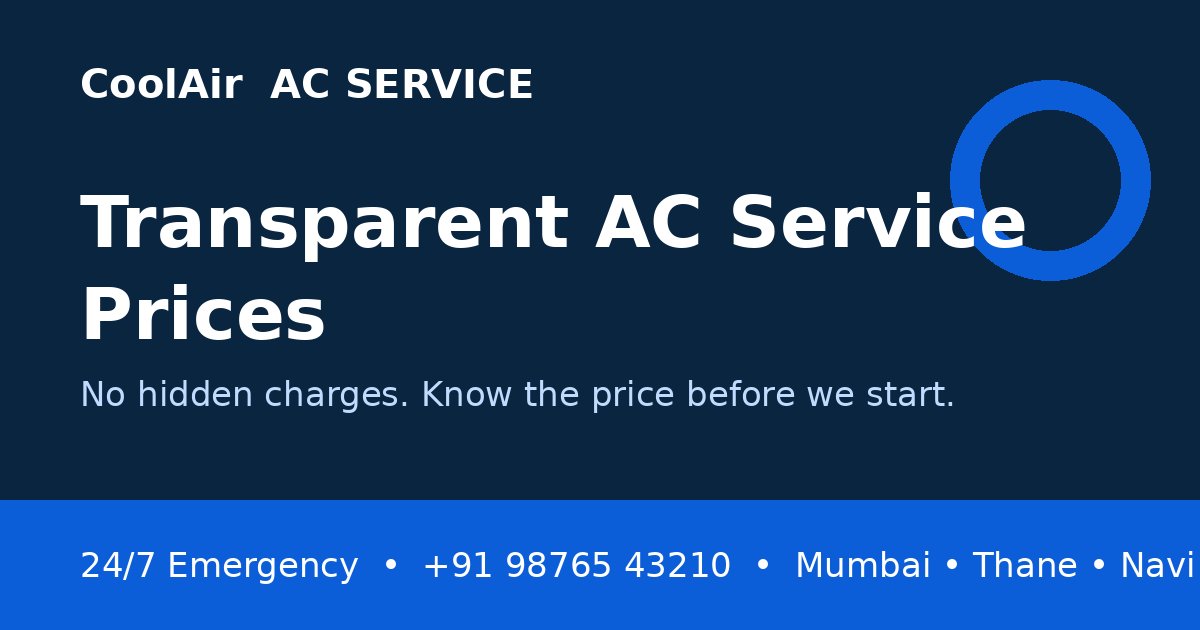 CoolAir  AC SERVICE
Transparent AC Service
Prices
No hidden charges. Know the price before we start.
24/7 Emergency • +91 98765 43210 • Mumbai • Thane • Navi